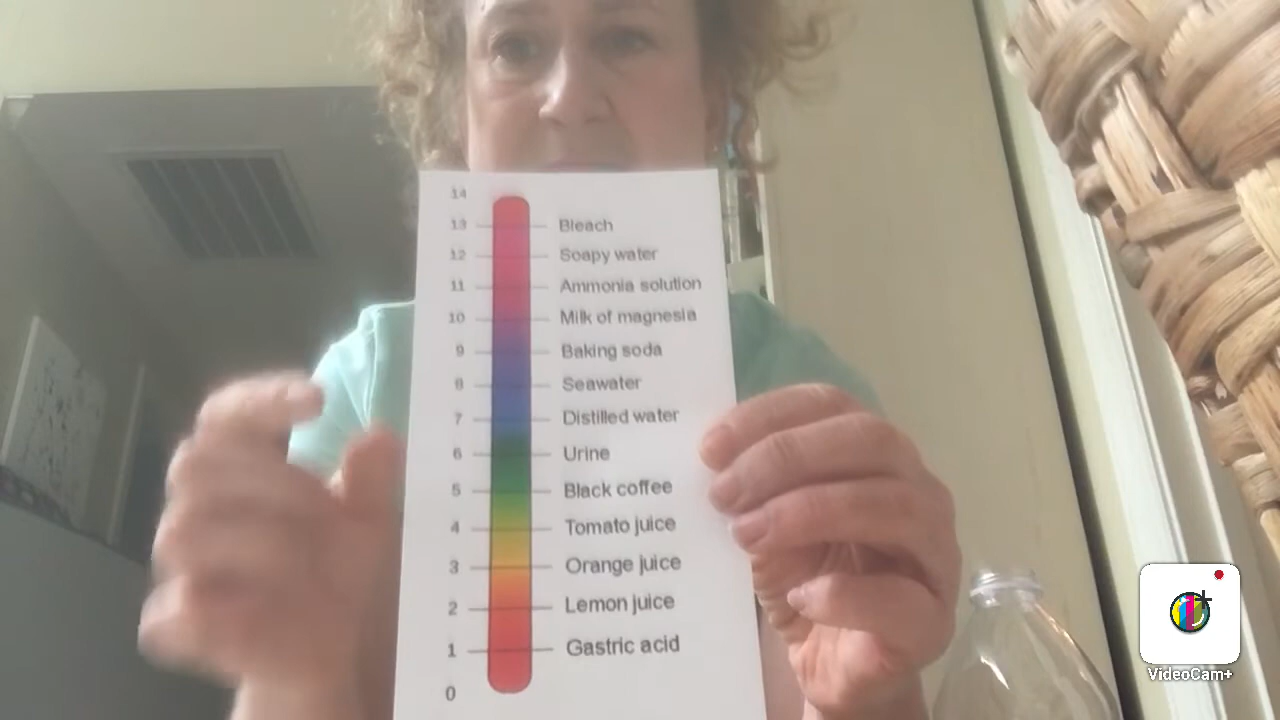 14
13 Bleach
12 Soapy water
11 Ammonia solution
10 Milk of magnesia
9 Baking soda
8 Seawater
7 Distilled water
6 Urine
5 Black coffee
4 Tomato juice
3 Orange juice
2 Lemon juice
1 Gastric acid
0
VideoCam+